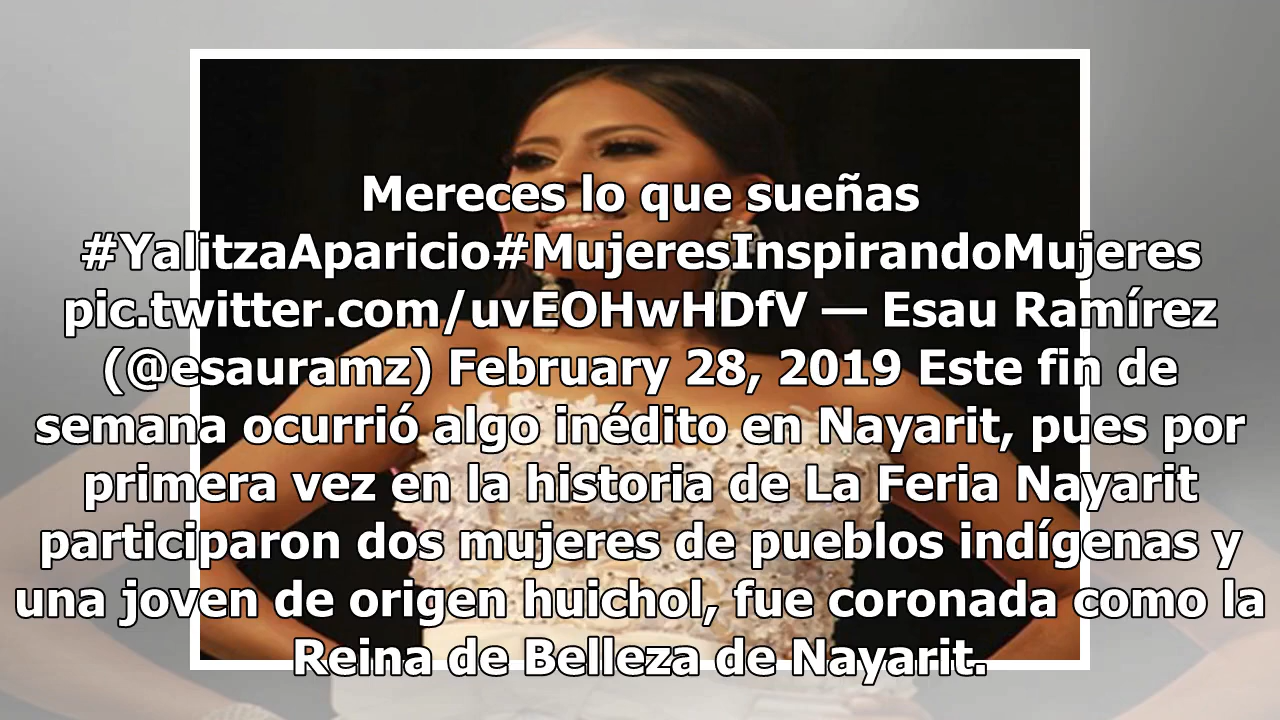 Mereces lo que sueñas
#YalitzaAparicio#MujeresInspirandoMujeres
pic.twitter.com/uvEOHwHDfV — Esau Ramírez
(@esauramz) February 28, 2019 Este fin de
semana ocurrió algo inédito en Nayarit, pues por
primera vez en la historia de La Feria Nayarit
participaron dos mujeres de pueblos indígenas y
una joven de origen huichol, fue coronada como la
Reina de Belleza de Nayarit.